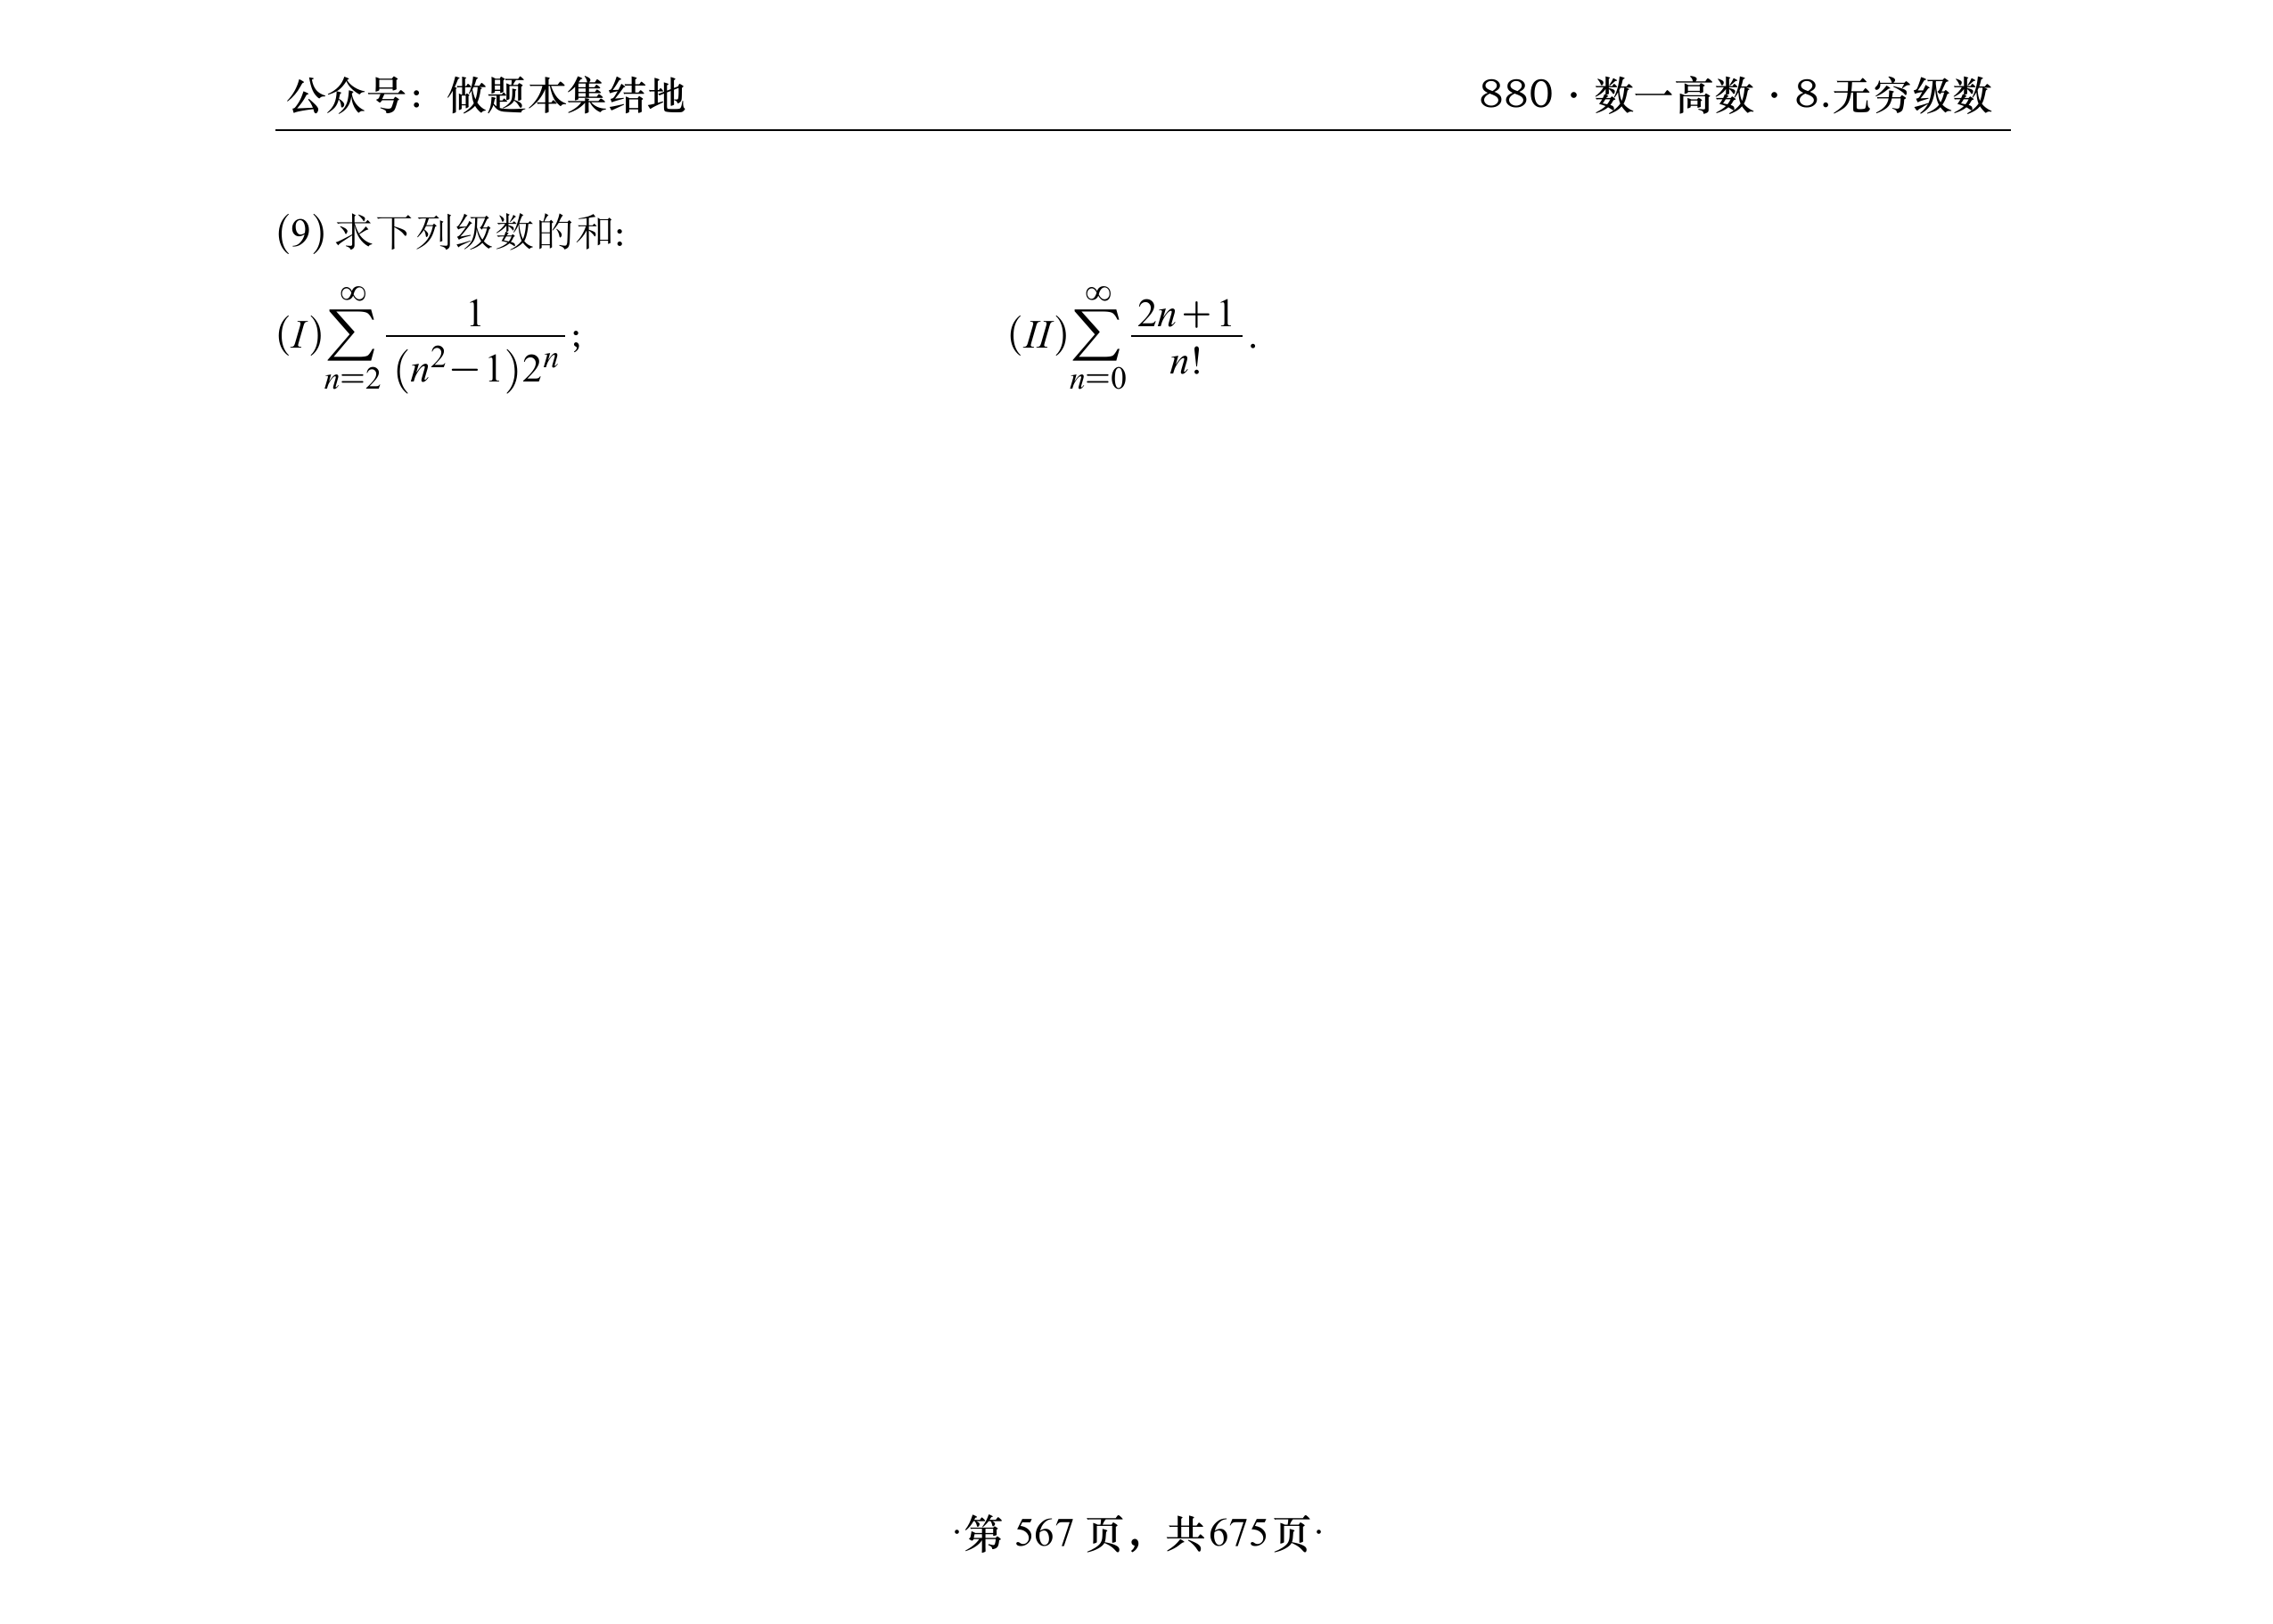 公众号：做题本集结地
880·数一高数·8.无穷级数
(9) 求下列级数的和:
(I) $\sum_{n=2}^{\infty} \frac{1}{(n^2-1)2^n}$;
(II) $\sum_{n=0}^{\infty} \frac{2n+1}{n!}$.
·第 567 页，共675页·